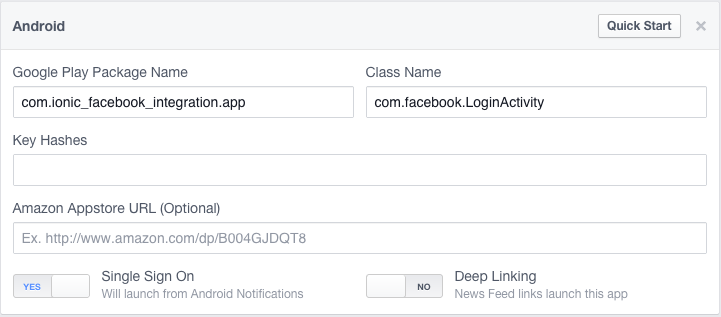 Android
Quick Start ×
Google Play Package Name
Class Name
com.ionic_facebook_integration.app
com.facebook.LoginActivity
Key Hashes
Amazon Appstore URL (Optional)
Ex. http://www.amazon.com/dp/B004GJDQT8
YES
Single Sign On
Will launch from Android Notifications
NO
Deep Linking
News Feed links launch this app